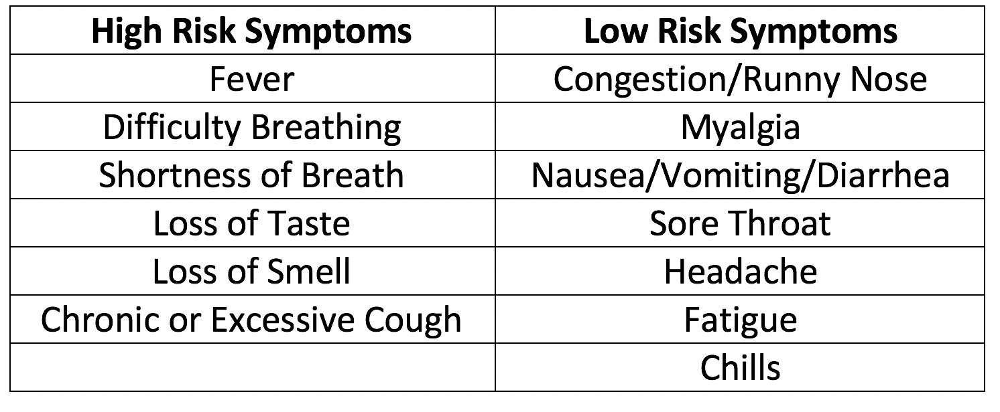 High Risk Symptoms Low Risk Symptoms
Fever Congestion/Runny Nose
Difficulty Breathing Myalgia
Shortness of Breath Nausea/Vomiting/Diarrhea
Loss of Taste Sore Throat
Loss of Smell Headache
Chronic or Excessive Cough Fatigue
Chills